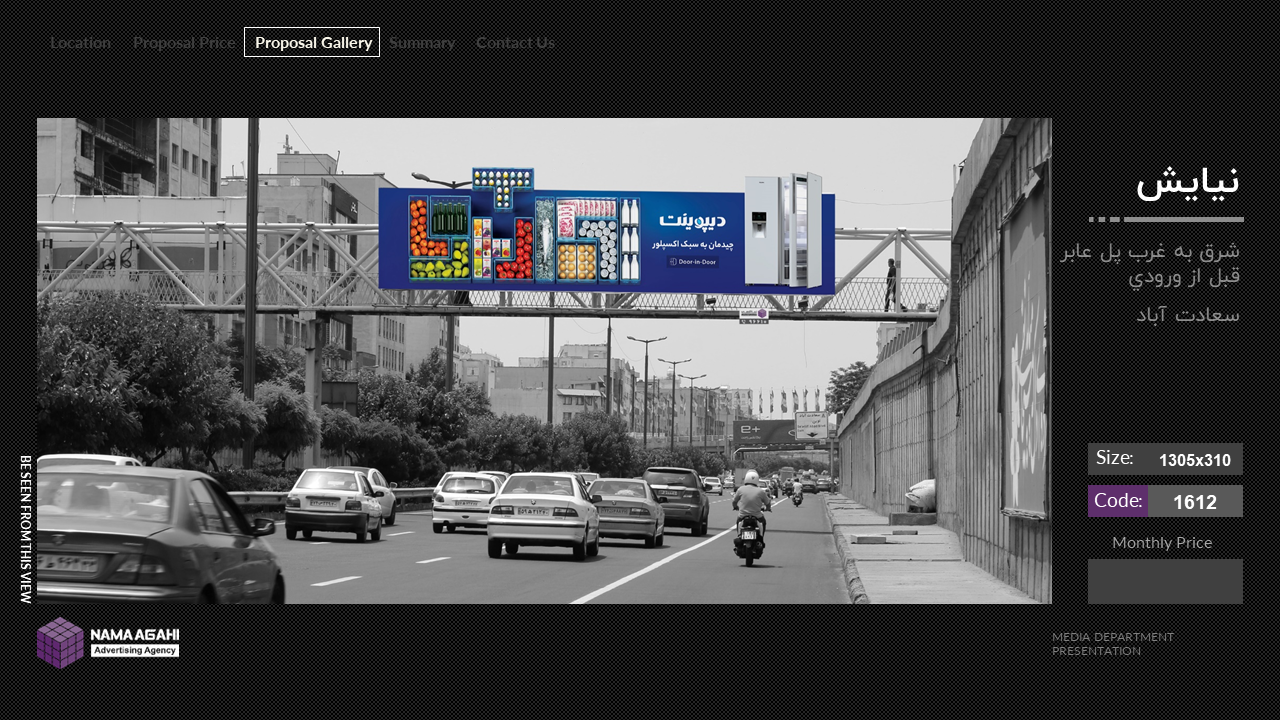 Location Proposal Price Proposal Gallery Summary Contact Us
نیایش
شرق به غرب پل عابر
قبل از ورودي
سعادت آباد
دیپوینت
چیدمان به سبک اکسپلور
Door-in-Door
e+
Size: 1305x310
Code: 1612
Monthly Price
BE SEEN FROM THIS VIEW
NAMA AGAHI
Advertising Agency
MEDIA DEPARTMENT
PRESENTATION